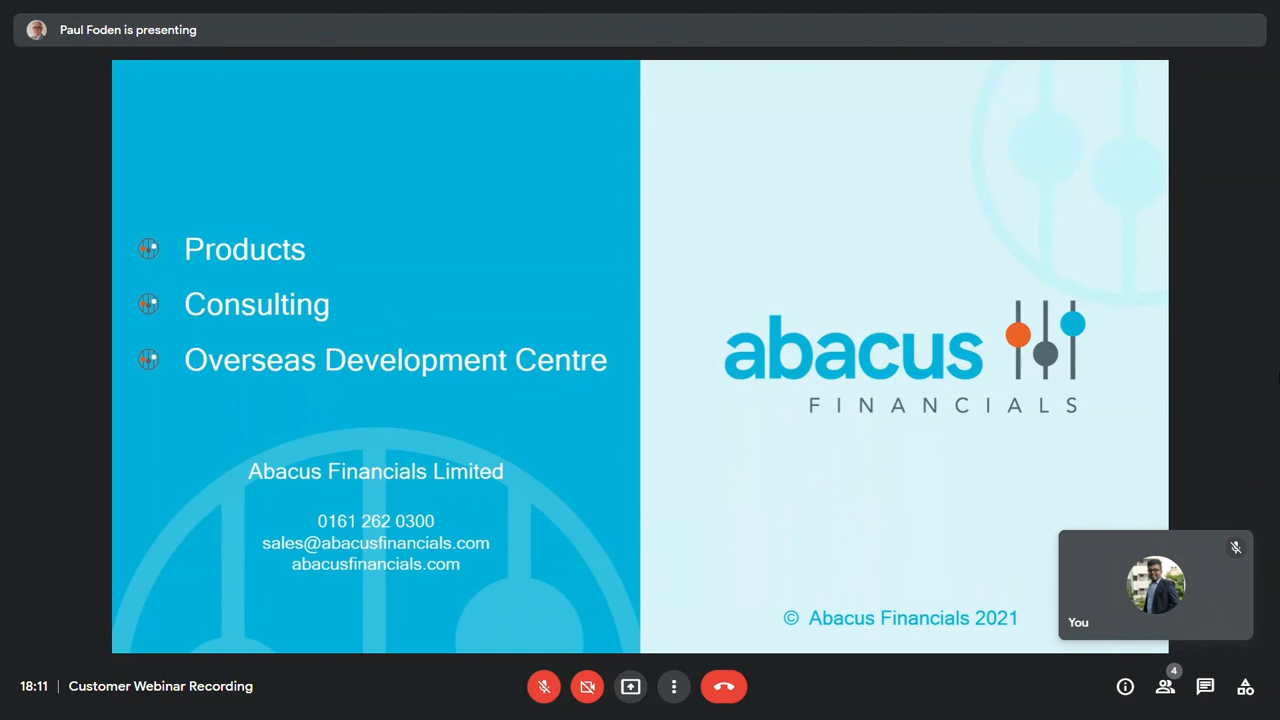 Paul Foden is presenting
Products
Consulting
Overseas Development Centre
Abacus Financials Limited
0161 262 0300
sales@abacusfinancials.com
abacusfinancials.com
abacus
FINANCIALS
© Abacus Financials 2021
You
18:11 | Customer Webinar Recording
4